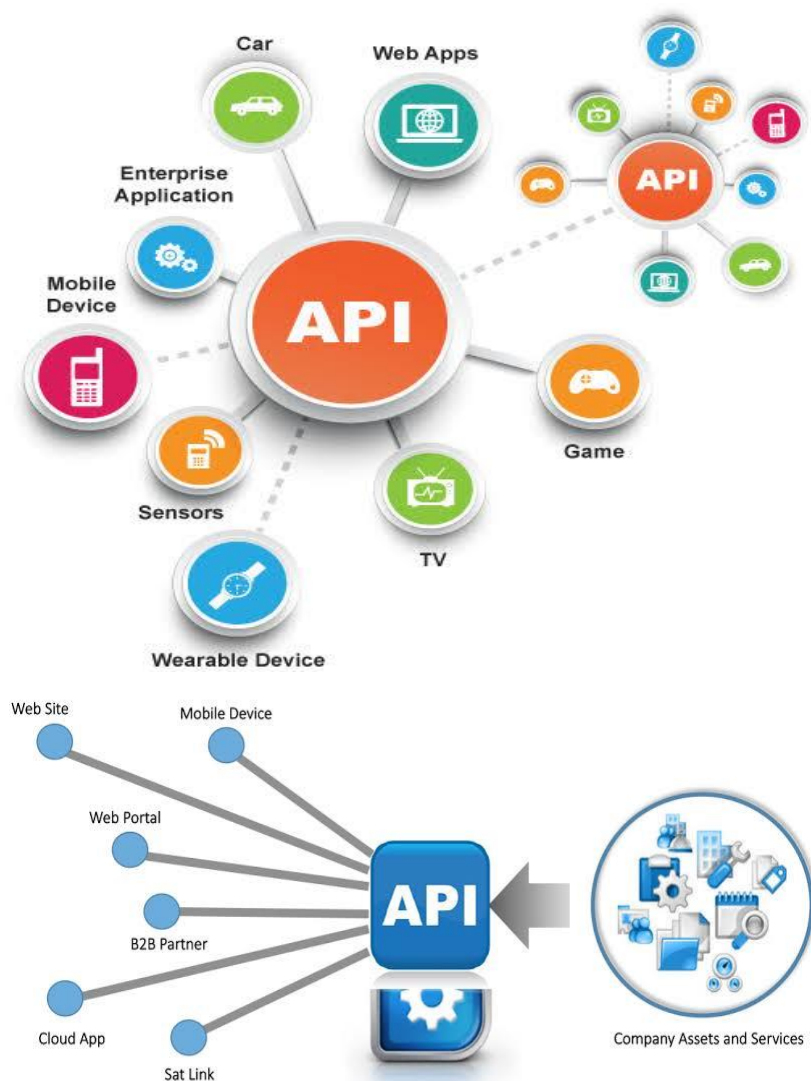 Car
Web Apps
Enterprise
Application
API
Mobile
Device
API
Game
Sensors
TV
Wearable Device
Web Site
Mobile Device
Web Portal
API
B2B Partner
Cloud App
Sat Link
Company Assets and Services